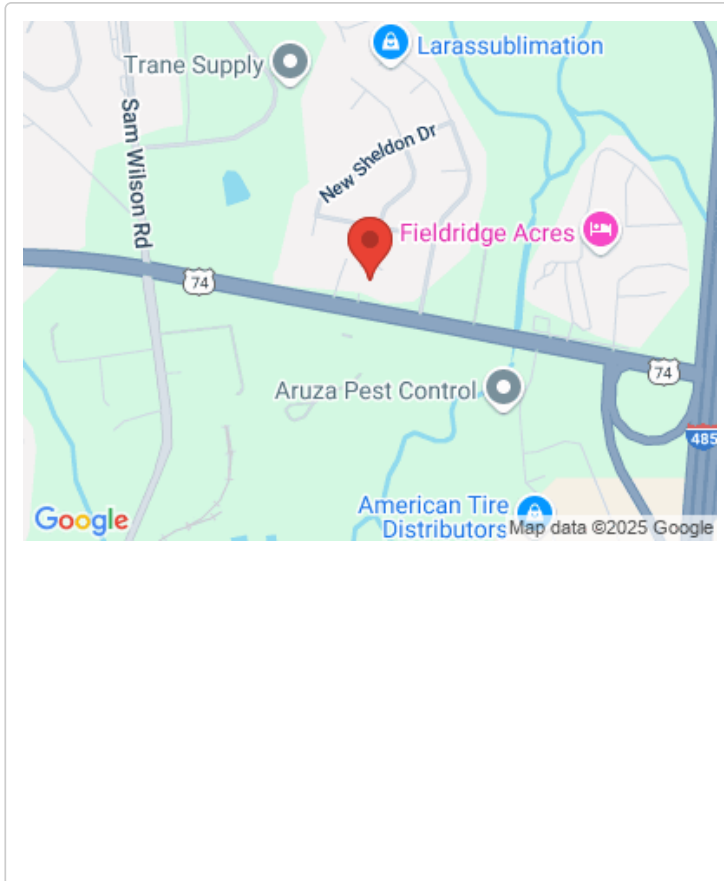 Larassublimation
Trane Supply
Sam Wilson Rd
New Sheldon Dr
Fieldridge Acres
74
74
Aruza Pest Control
485
American Tire
Distributors
Google
Map data ©2025 Google